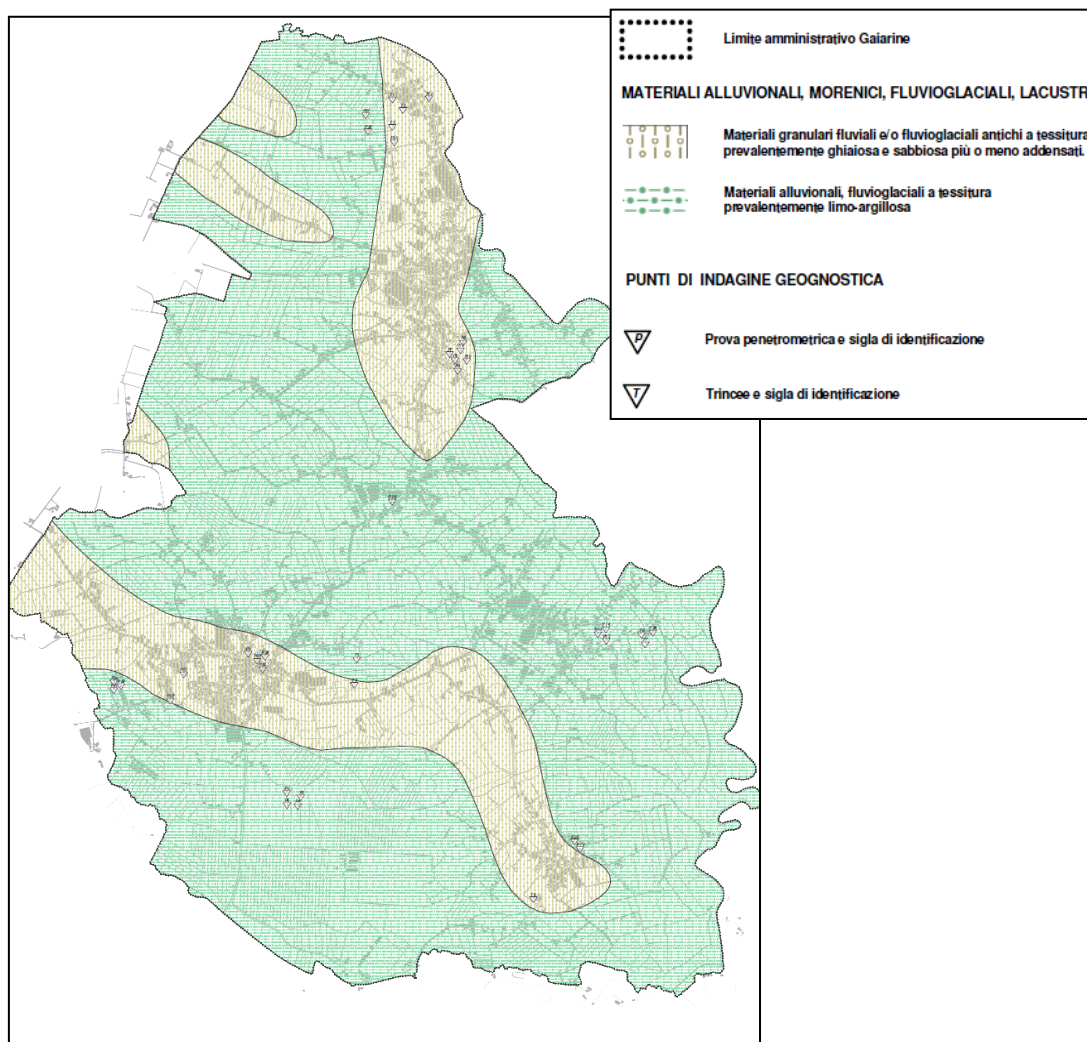 Limite amministrativo Gaiarine
MATERIALI ALLUVIONALI, MORENICI, FLUVIOGLACIALI, LACUSTR
Materiali granulari fluviali e/o fluvioglaciali antichi a tessitura
prevalentemente ghiaiosa e sabbiosa più o meno addensati.
Materiali alluvionali, fluvioglaciali a tessitura
prevalentemente limo-argillosa
PUNTI DI INDAGINE GEOGNOSTICA
P
Prova penetrometrica e sigla di identificazione
T
Trincee e sigla di identificazione